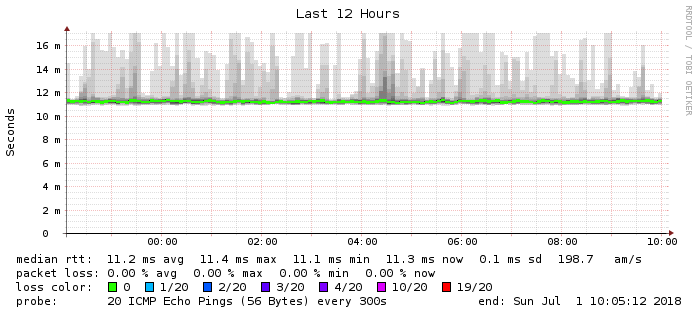 Last 12 Hours
RRDTOOL / TOBI OETIKER
Seconds
16 m
14 m
12 m
10 m
8 m
6 m
4 m
2 m
0
00:00 02:00 04:00 06:00 08:00 10:00
median rtt: 11.2 ms avg 11.4 ms max 11.1 ms min 11.3 ms now 0.1 ms sd 198.7 am/s
packet loss: 0.00 % avg 0.00 % max 0.00 % min 0.00 % now
loss color: 0 1/20 2/20 3/20 4/20 10/20 19/20
probe: 20 ICMP Echo Pings (56 Bytes) every 300s end: Sun Jul 1 10:05:12 2018